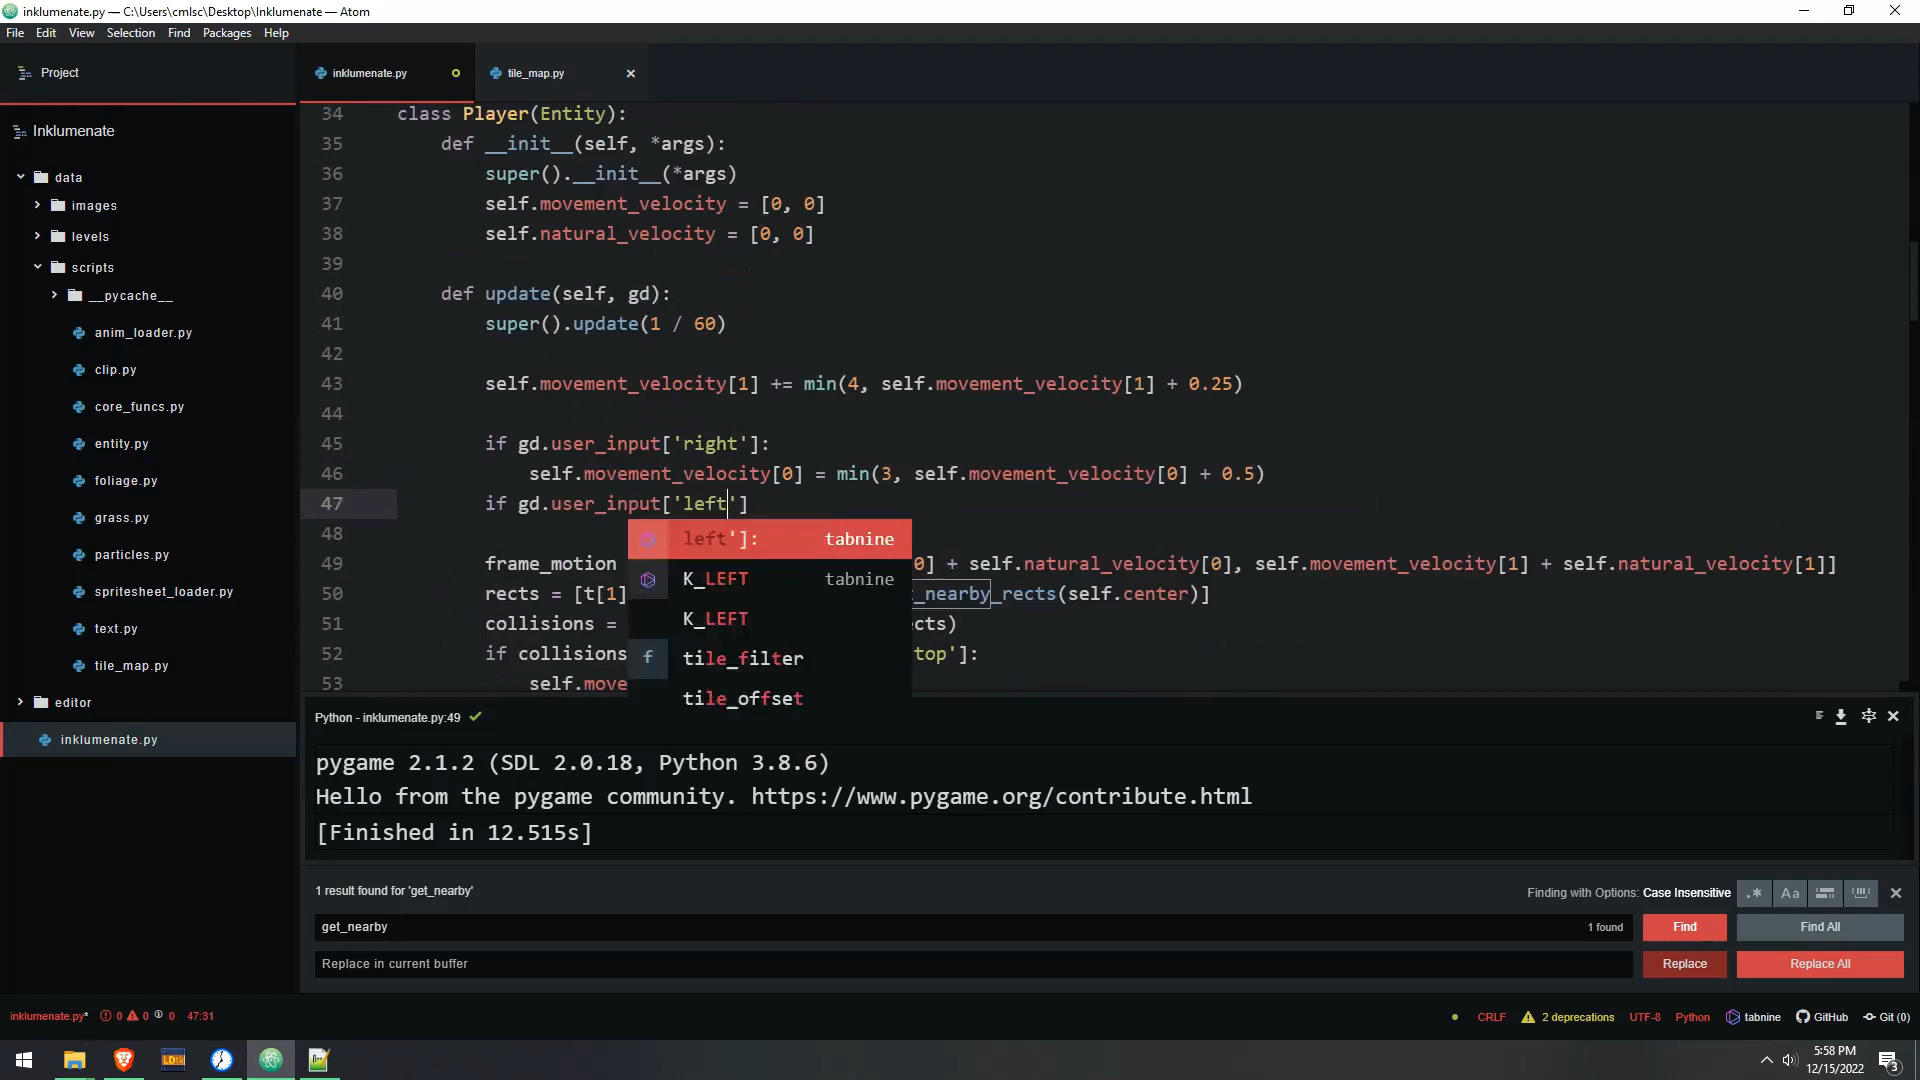 inklumenate.py — C:\Users\cmlsc\Desktop\Inklumenate — Atom
File Edit View Selection Find Packages Help
Project
inklumenate.py
tile_map.py
Inklumenate
data
images
levels
scripts
__pycache__
anim_loader.py
clip.py
core_funcs.py
entity.py
foliage.py
grass.py
particles.py
spritesheet_loader.py
text.py
tile_map.py
editor
inklumenate.py
34 class Player(Entity):
35 def __init__(self, *args):
36 super().__init__(*args)
37 self.movement_velocity = [0, 0]
38 self.natural_velocity = [0, 0]
39
40 def update(self, gd):
41 super().update(1 / 60)
42
43 self.movement_velocity[1] += min(4, self.movement_velocity[1] + 0.25)
44
45 if gd.user_input['right']:
46 self.movement_velocity[0] = min(3, self.movement_velocity[0] + 0.5)
47 if gd.user_input['left']
48
49 frame_motion 0] + self.natural_velocity[0], self.movement_velocity[1] + self.natural_velocity[1]]
50 rects = [t[1] t_nearby_rects(self.center)]
51 collisions = cts)
52 if collisions top']:
53 self.move
left']: tabnine
K_LEFT tabnine
K_LEFT
f tile_filter
tile_offset
Python - inklumenate.py:49
pygame 2.1.2 (SDL 2.0.18, Python 3.8.6)
Hello from the pygame community. https://www.pygame.org/contribute.html
[Finished in 12.515s]
1 result found for 'get_nearby'
Finding with Options: Case Insensitive .* Aa
get_nearby 1 found Find Find All
Replace in current buffer Replace Replace All
inklumenate.py* 0 0 0 47:31 CRLF 2 deprecations UTF-8 Python tabnine GitHub Git (0)
LDtk
5:58 PM
12/15/2022
3